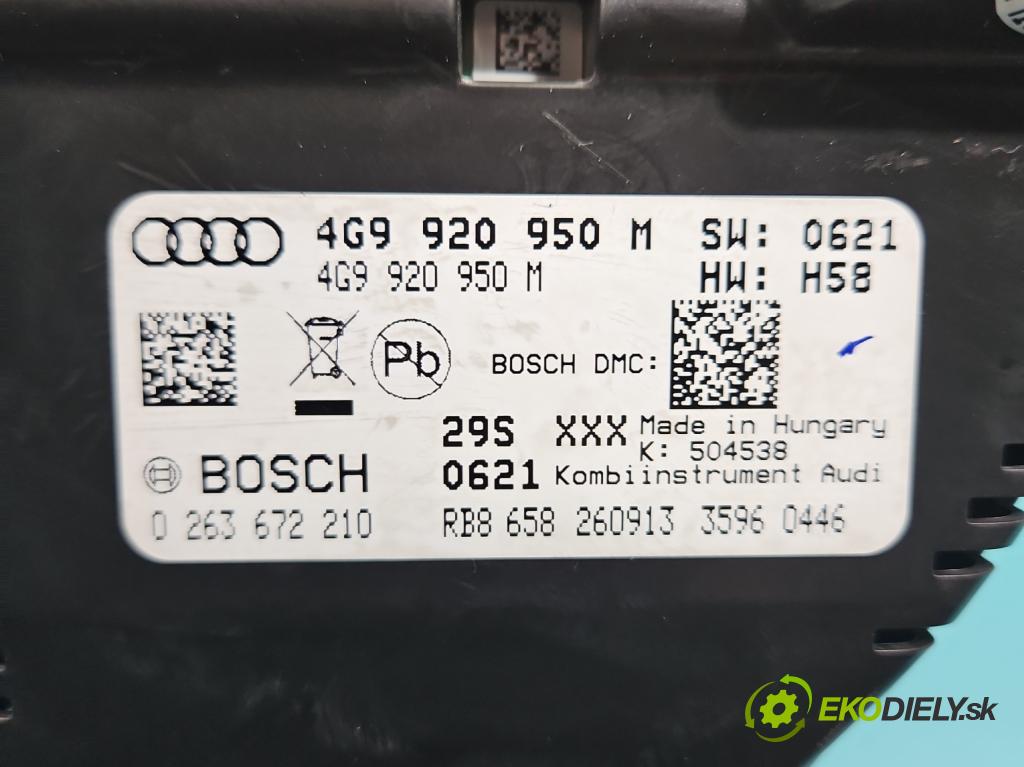 4G9 920 950 M SW: 0621
4G9 920 950 M HW: H58
Pb BOSCH DMC:
29S XXX Made in Hungary
K: 504538
BOSCH 0621 Kombiinstrument Audi
0 263 672 210 RB8 658 260913 3596 0446
EKODIELY.sk